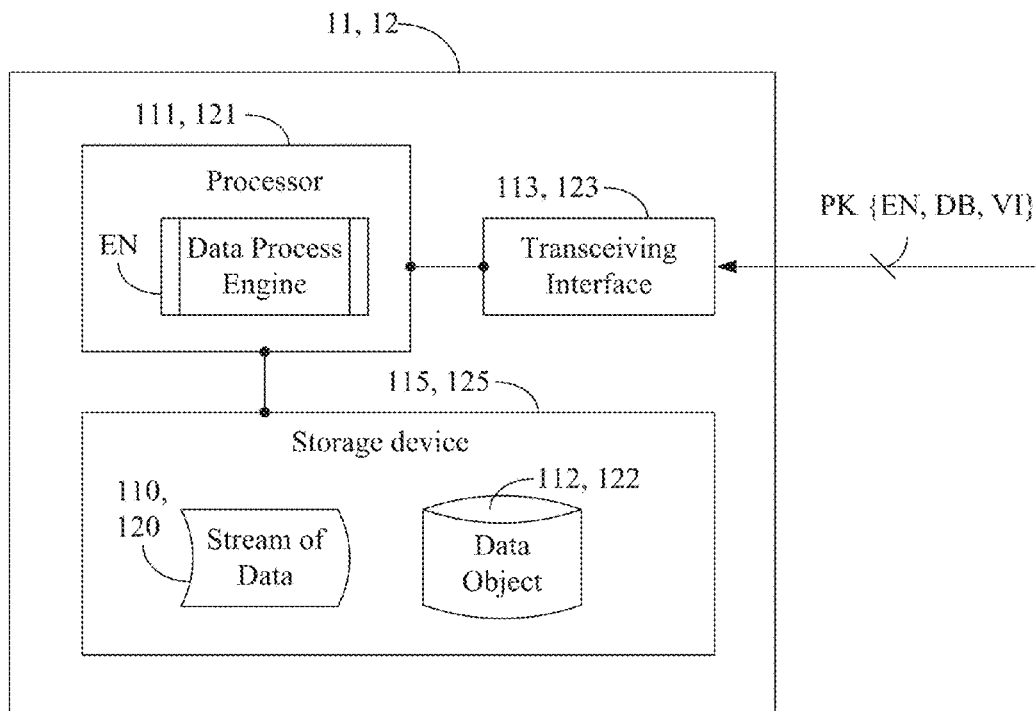 11, 12
111, 121
Processor
113, 123
PK {EN, DB, VI}
EN
Data Process
Engine
Transceiving
Interface
115, 125
Storage device
110,
120
112, 122
Stream of
Data
Data
Object